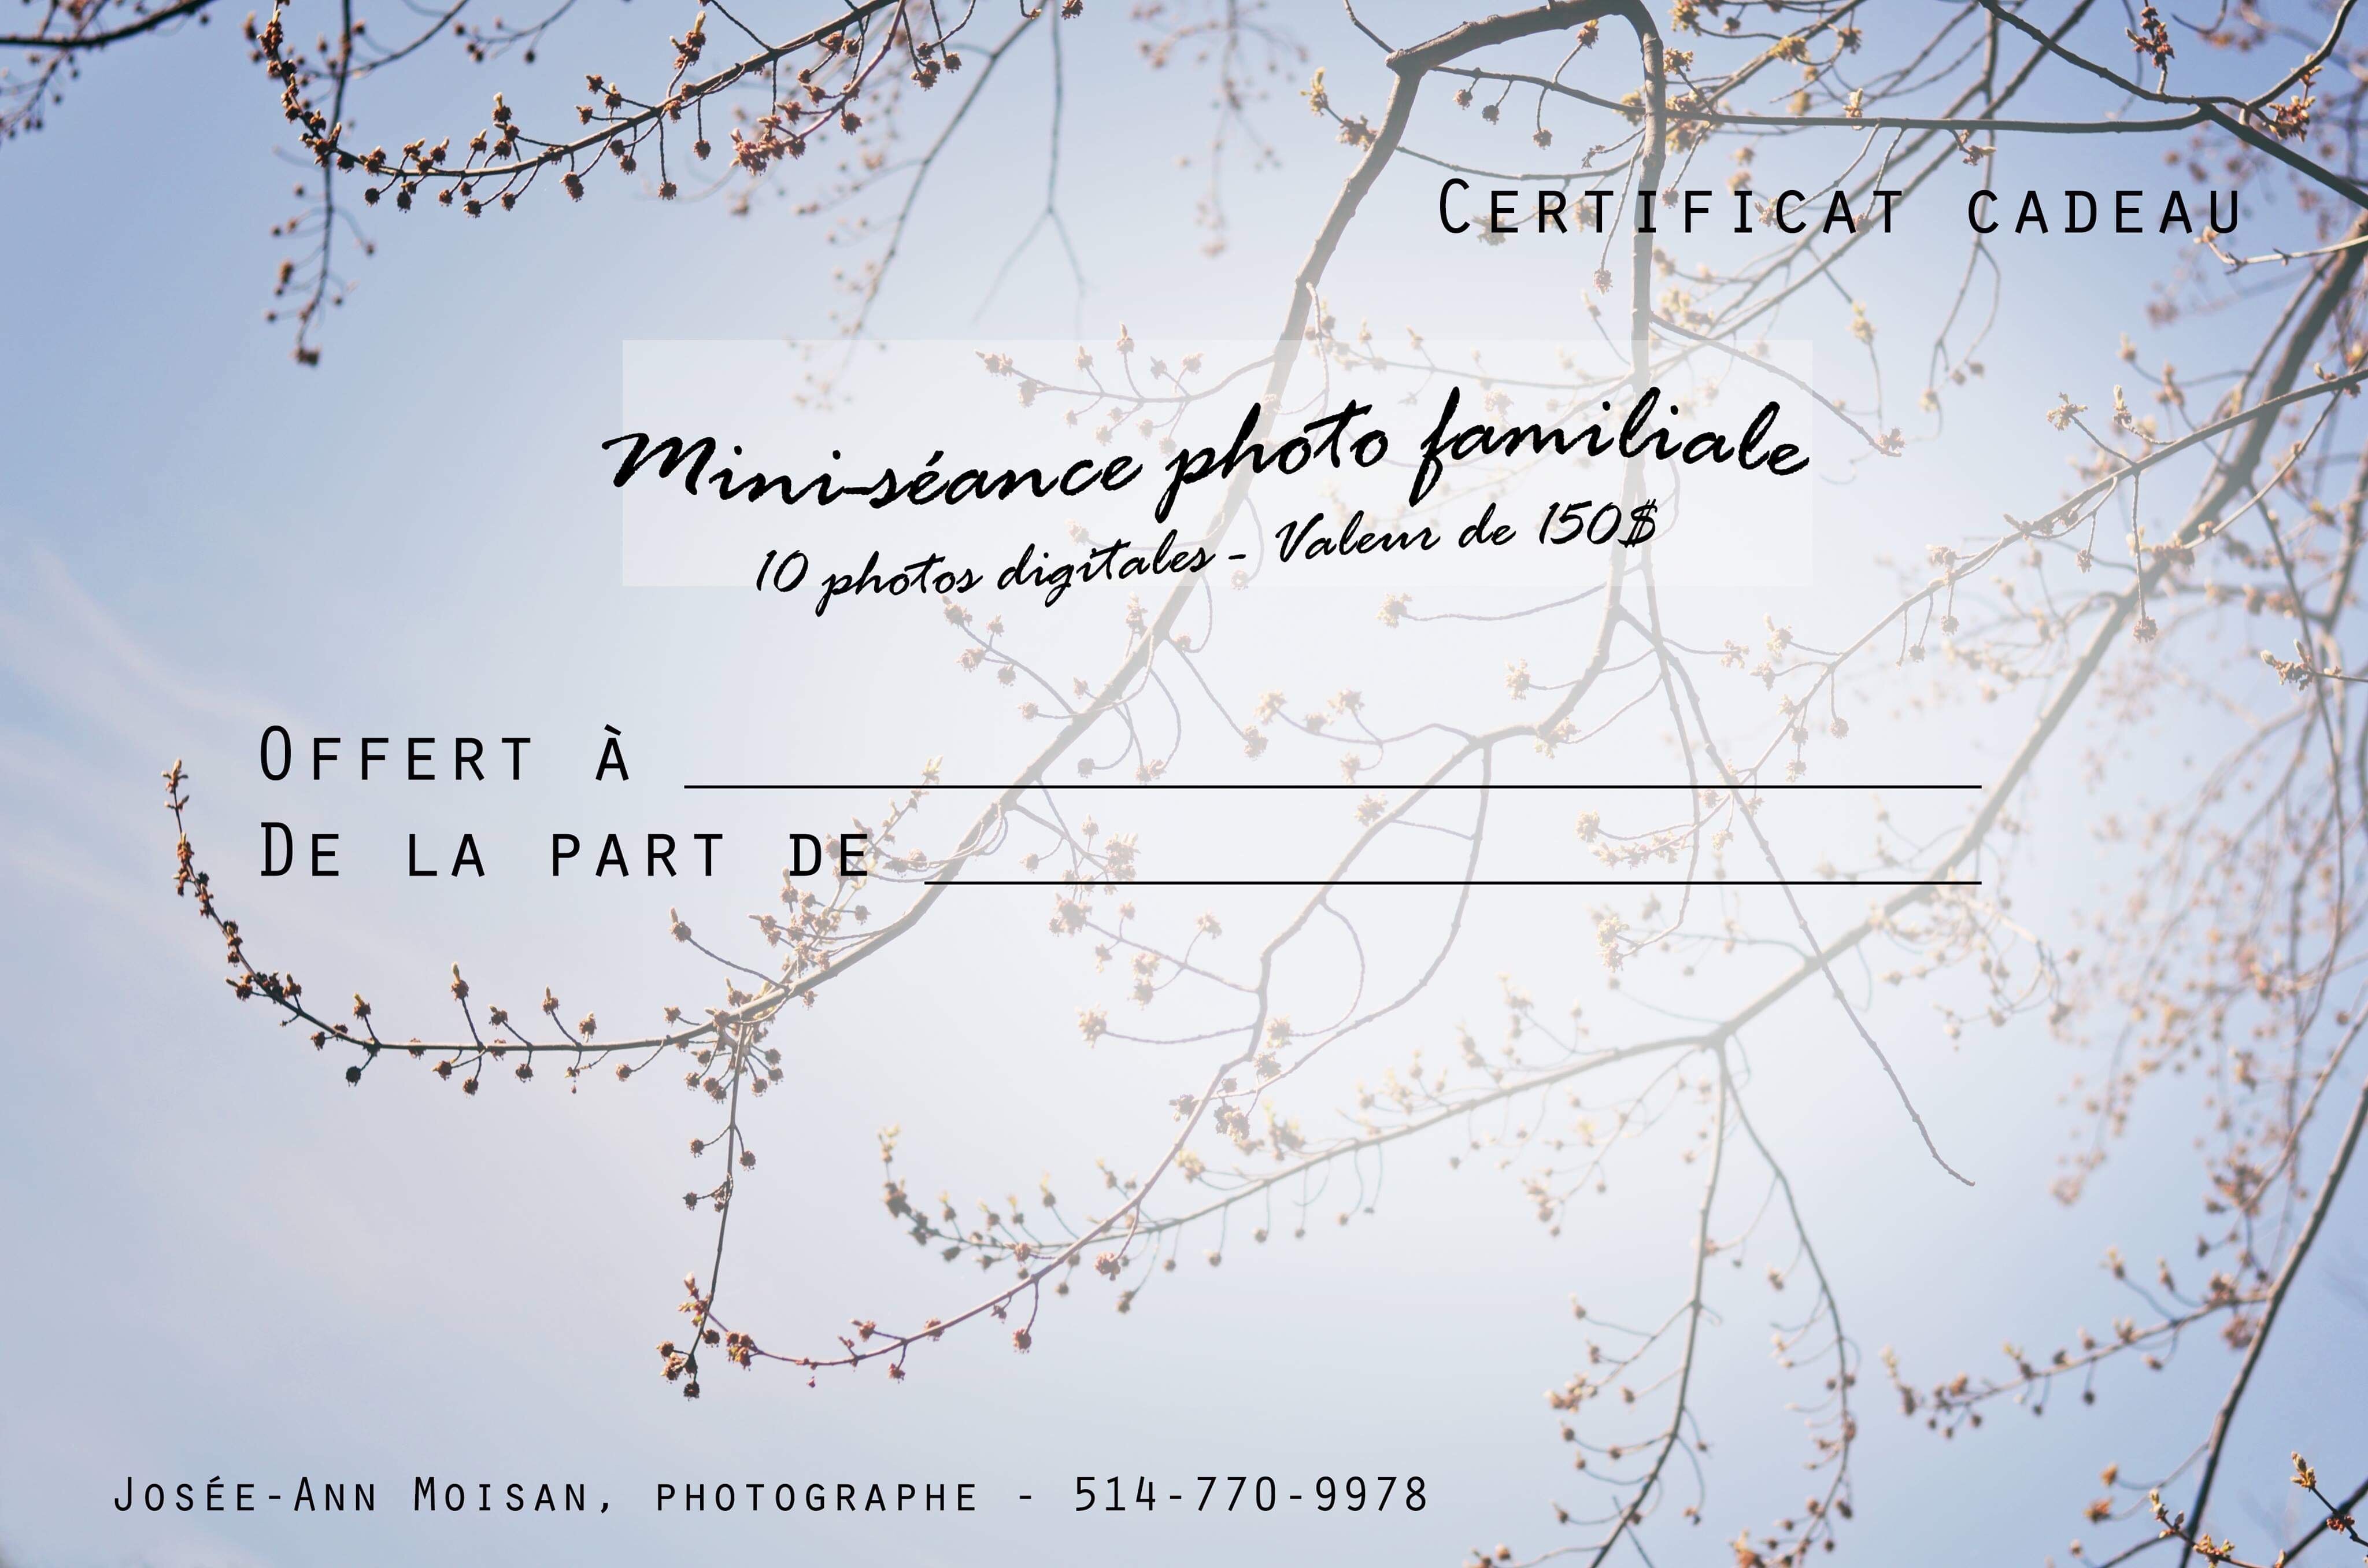 Certificat cadeau
Mini-séance photo familiale
10 photos digitales - Valeur de 150$
Offert à
De la part de
Josée-Ann Moisan, photographe - 514-770-9978